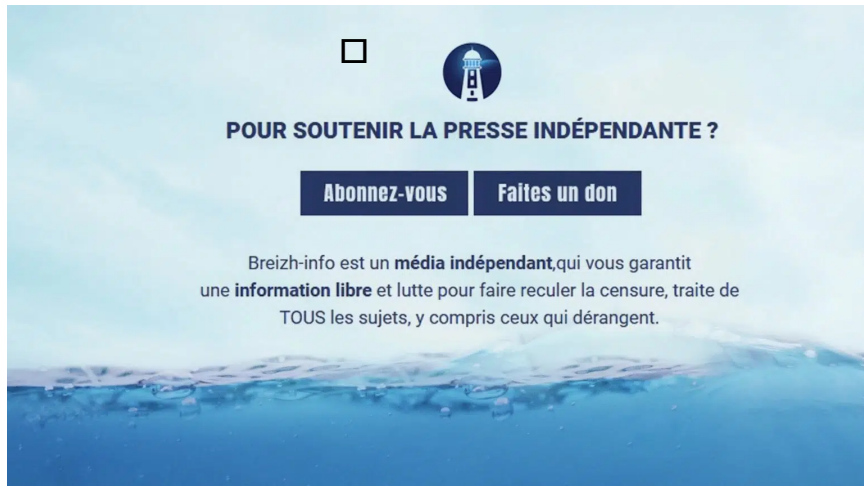 POUR SOUTENIR LA PRESSE INDÉPENDANTE ?
Abonnez-vous
Faites un don
Breizh-info est un média indépendant,qui vous garantit
une information libre et lutte pour faire reculer la censure, traite de
TOUS les sujets, y compris ceux qui dérangent.